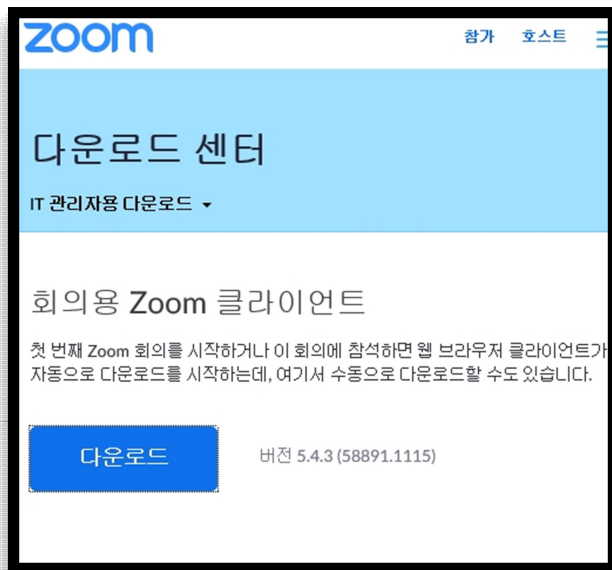 zoom
참가 호스트
다운로드 센터
IT 관리자용 다운로드
회의용 Zoom 클라이언트
첫 번째 Zoom 회의를 시작하거나 이 회의에 참석하면 웹 브라우저 클라이언트가
자동으로 다운로드를 시작하는데, 여기서 수동으로 다운로드할 수도 있습니다.
다운로드 버전 5.4.3 (58891.1115)